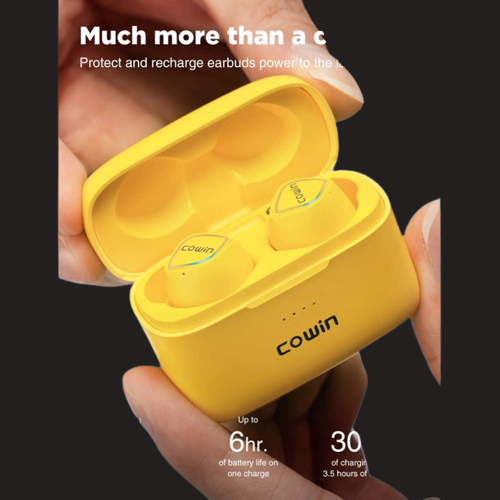 Much more than a c
Protect and recharge earbuds power to the
cowin
cowin
cowin
Up to
6hr.
of battery life on
one charge
30
of chargin
3.5 hours of